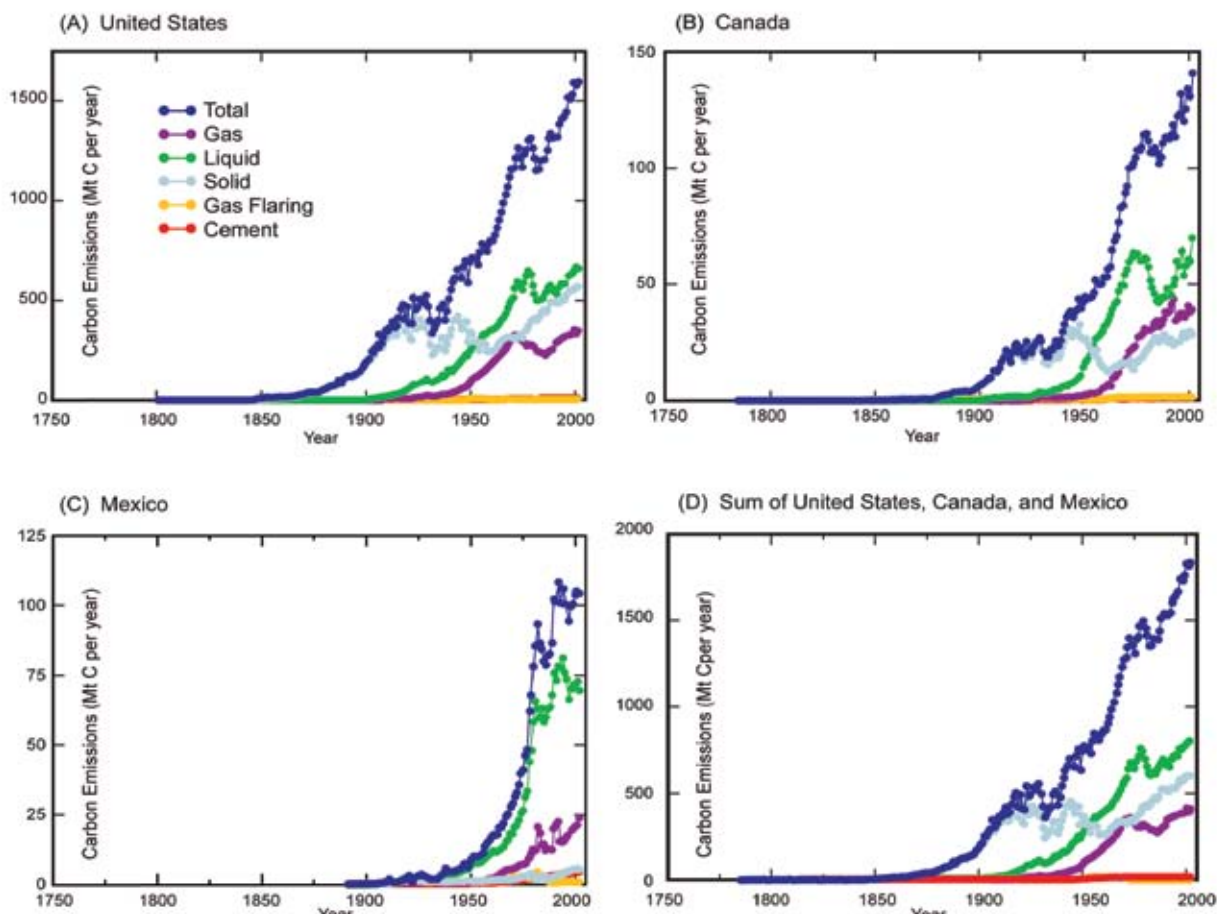 (A) United States
Carbon Emissions (Mt C per year)
1500
1000
500
0
Total
Gas
Liquid
Solid
Gas Flaring
Cement
1750 1800 1850 1900 1950 2000
Year
(B) Canada
Carbon Emissions (Mt C per year)
150
100
50
0
1750 1800 1850 1900 1950 2000
Year
(C) Mexico
Carbon Emissions (Mt C per year)
125
100
75
50
25
0
1750 1800 1850 1900 1950 2000
Year
(D) Sum of United States, Canada, and Mexico
Carbon Emissions (Mt Cper year)
2000
1500
1000
500
0
1750 1800 1850 1900 1950 2000
Year